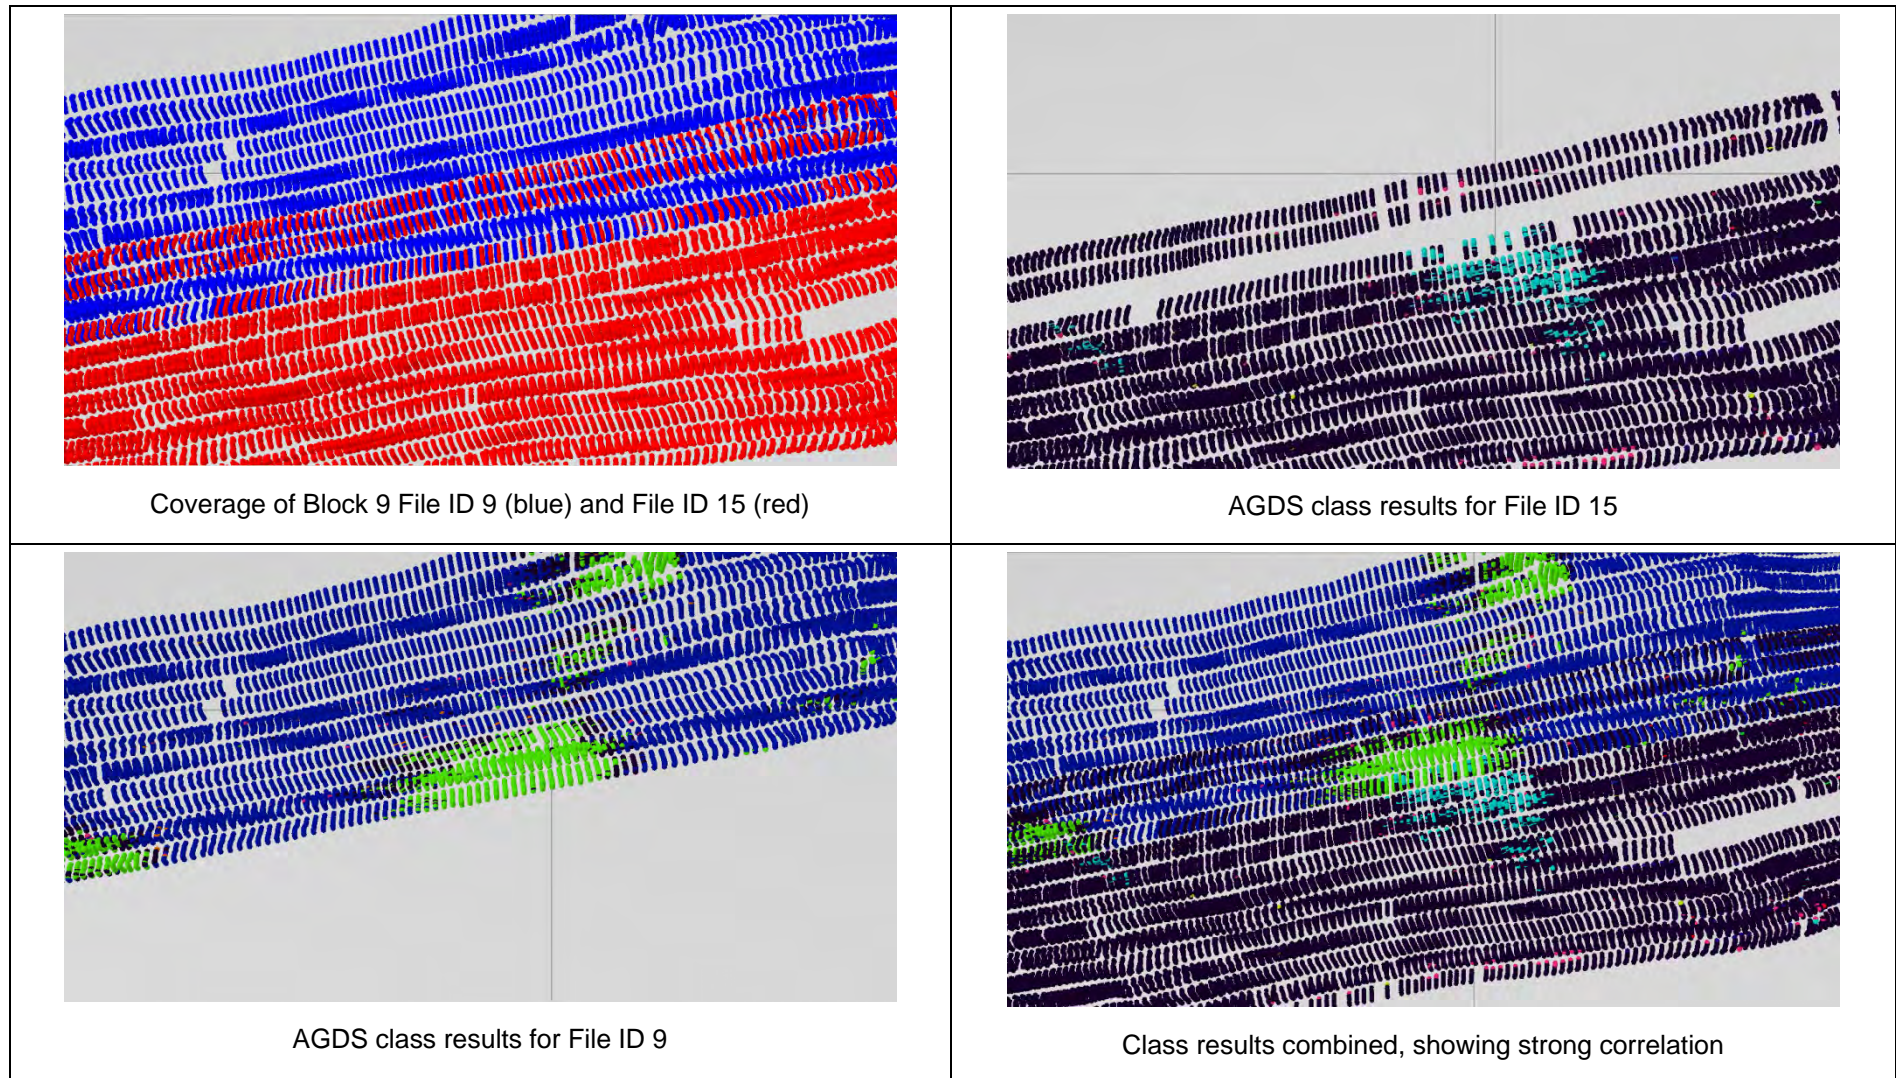 Coverage of Block 9 File ID 9 (blue) and File ID 15 (red)
AGDS class results for File ID 15
AGDS class results for File ID 9
Class results combined, showing strong correlation